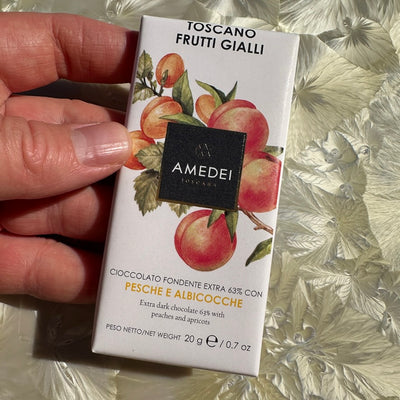 TOSCANO
FRUTTI GIALLI
AMEDEI
TOSCANA
CIOCCOLATO FONDENTE EXTRA 63% CON
PESCHE E ALBICOCCHE
Extra dark chocolate 63% with
peaches and apricots
PESO NETTO/NET WEIGHT 20 g ℮ / 0.7 oz